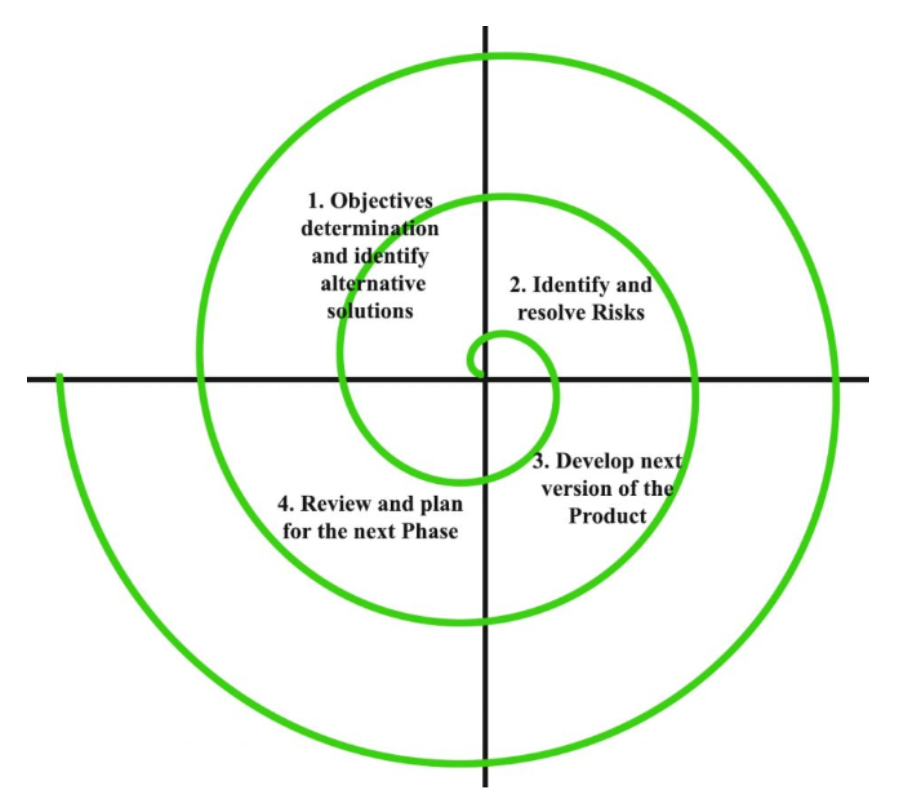 1. Objectives
determination
and identify
alternative
solutions
2. Identify and
resolve Risks
3. Develop next
version of the
Product
4. Review and plan
for the next Phase